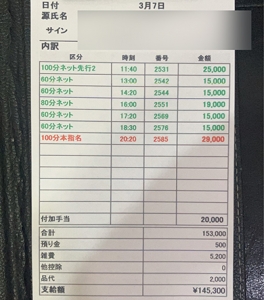 日付 3月7日
源氏名
サイン
内訳
区分 時刻 番号 金額
100分ネット先行2 11:40 2531 25,000
60分ネット 13:00 2542 15,000
60分ネット 14:20 2544 15,000
80分ネット 16:00 2551 19,000
60分ネット 17:20 2569 15,000
60分ネット 18:30 2576 15,000
100分本指名 20:20 2585 29,000
付加手当 20,000
合計 153,000
預り金 500
雑費 5,200
他控除 0
品代 2,000
支給額 ¥145,300